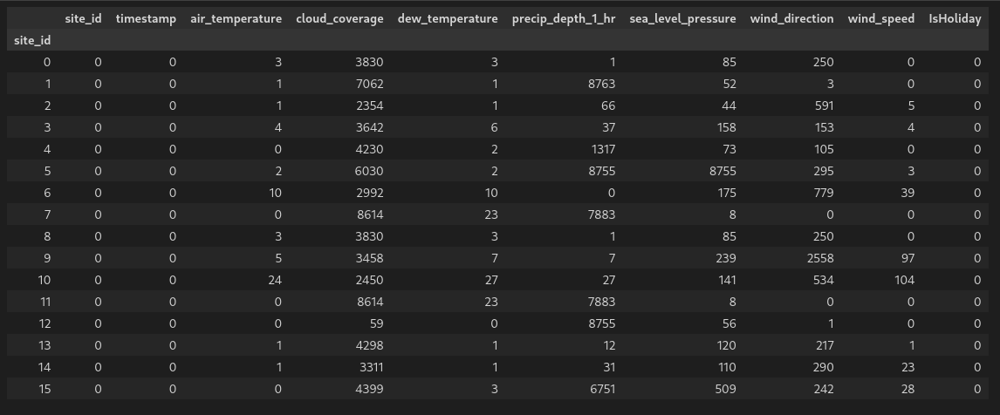 site_id timestamp air_temperature cloud_coverage dew_temperature precip_depth_1_hr sea_level_pressure wind_direction wind_speed IsHoliday
site_id
0 0 0 3 3830 3 1 85 250 0 0
1 0 0 1 7062 1 8763 52 3 0 0
2 0 0 1 2354 1 66 44 591 5 0
3 0 0 4 3642 6 37 158 153 4 0
4 0 0 0 4230 2 1317 73 105 0 0
5 0 0 2 6030 2 8755 8755 295 3 0
6 0 0 10 2992 10 0 175 779 39 0
7 0 0 0 8614 23 7883 8 0 0 0
8 0 0 3 3830 3 1 85 250 0 0
9 0 0 5 3458 7 7 239 2558 97 0
10 0 0 24 2450 27 27 141 534 104 0
11 0 0 0 8614 23 7883 8 0 0 0
12 0 0 0 59 0 8755 56 1 0 0
13 0 0 1 4298 1 12 120 217 1 0
14 0 0 1 3311 1 31 110 290 23 0
15 0 0 0 4399 3 6751 509 242 28 0